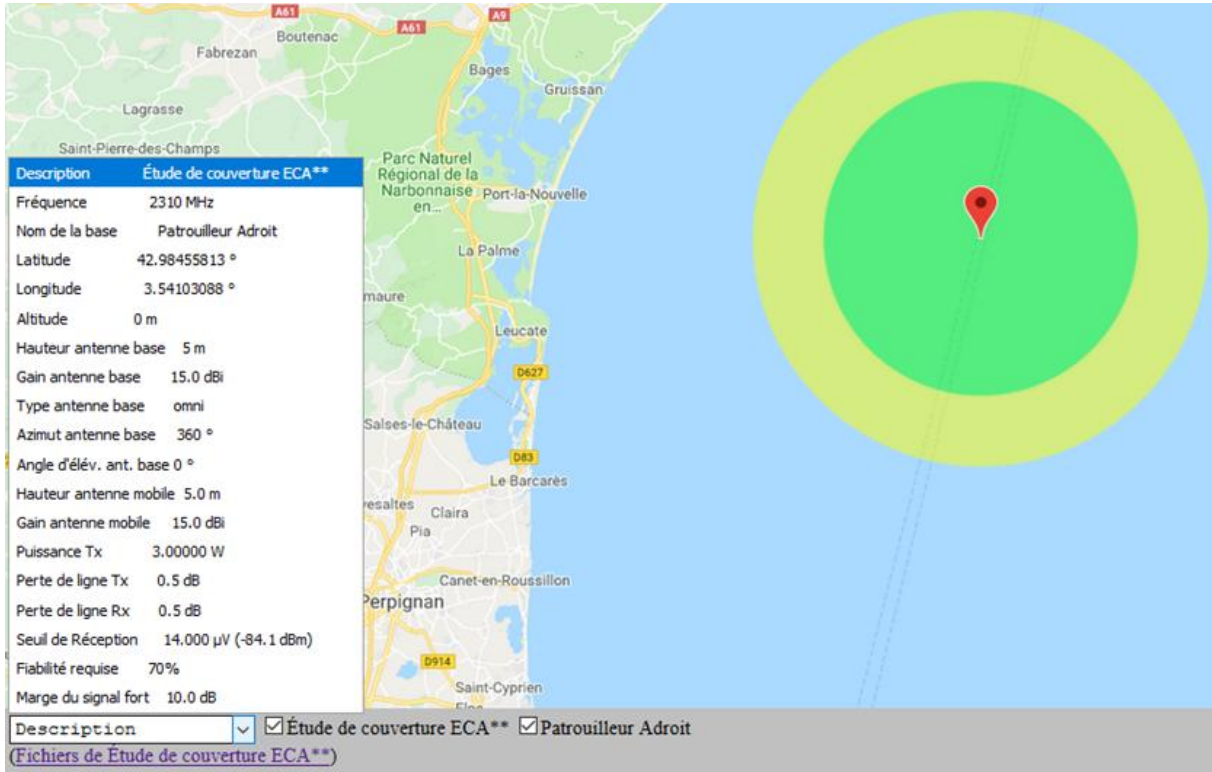 A61
A9
Boutenac
A61
Fabrezan
Bages
Gruissan
Lagrasse
Saint-Pierre-des-Champs
Parc Naturel
Régional de la
Narbonnaise
en...
Port-la-Nouvelle
La Palme
maure
Leucate
D627
Salses-le-Château
D83
Le Barcarès
vesaltes
Claira
Pia
Canet-en-Roussillon
Perpignan
D914
Saint-Cyprien
Description Étude de couverture ECA**
Fréquence 2310 MHz
Nom de la base Patrouilleur Adroit
Latitude 42.98455813 °
Longitude 3.54103088 °
Altitude 0 m
Hauteur antenne base 5 m
Gain antenne base 15.0 dBi
Type antenne base omni
Azimut antenne base 360 °
Angle d'élév. ant. base 0 °
Hauteur antenne mobile 5.0 m
Gain antenne mobile 15.0 dBi
Puissance Tx 3.00000 W
Perte de ligne Tx 0.5 dB
Perte de ligne Rx 0.5 dB
Seuil de Réception 14.000 µV (-84.1 dBm)
Fiabilité requise 70%
Marge du signal fort 10.0 dB
Description Étude de couverture ECA** Patrouilleur Adroit
(Fichiers de Étude de couverture ECA**)